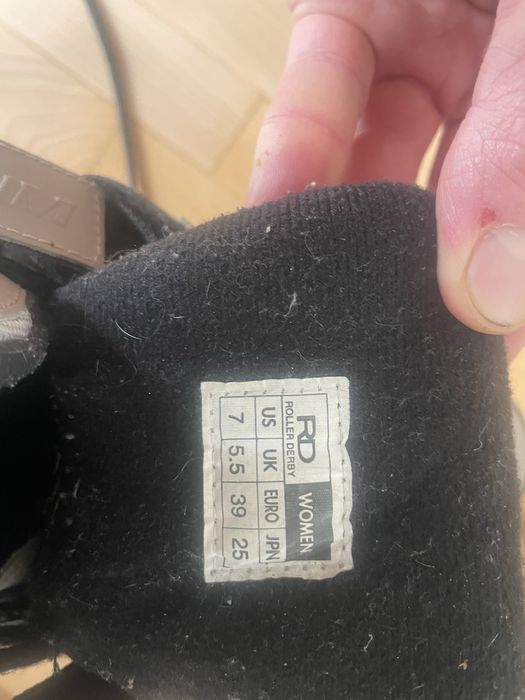 RD WOMEN
ROLLER DERBY
US UK EURO JPN
7 5.5 39 25